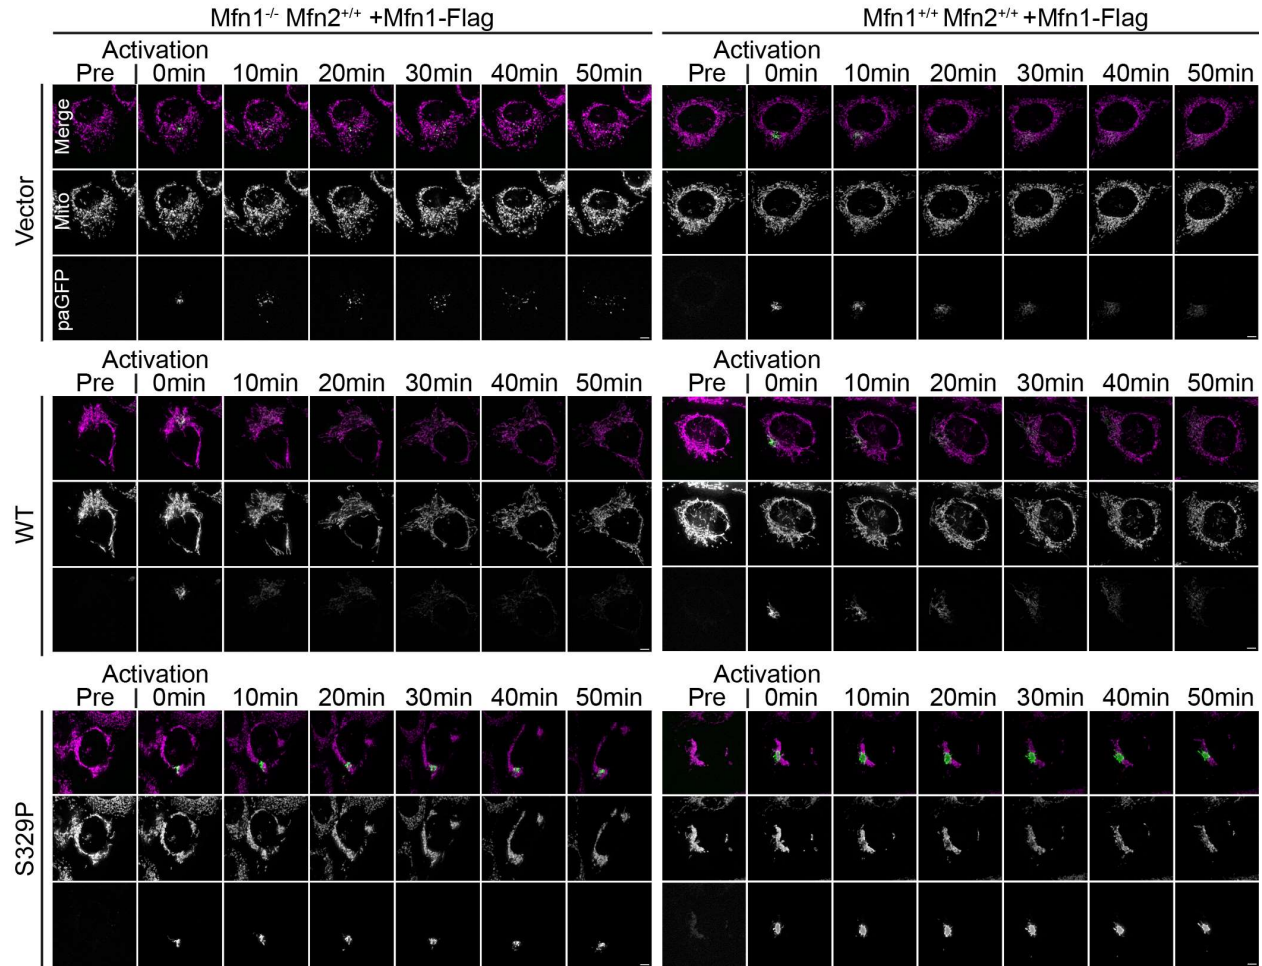 Mfn1-/- Mfn2+/+ +Mfn1-Flag
Mfn1+/+ Mfn2+/+ +Mfn1-Flag
Activation
Pre | 0min 10min 20min 30min 40min 50min
Activation
Pre | 0min 10min 20min 30min 40min 50min
Vector
Merge
Mito
paGFP
Activation
Pre | 0min 10min 20min 30min 40min 50min
Activation
Pre | 0min 10min 20min 30min 40min 50min
WT
Activation
Pre | 0min 10min 20min 30min 40min 50min
Activation
Pre | 0min 10min 20min 30min 40min 50min
S329P